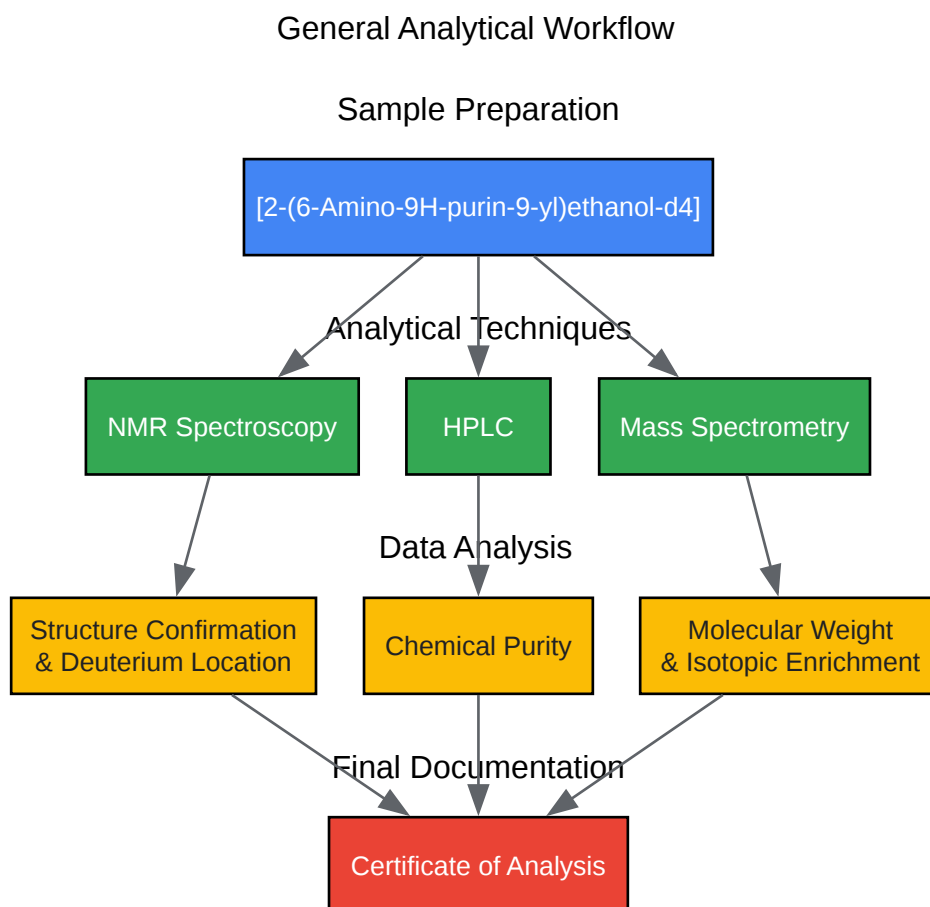 General Analytical Workflow
Sample Preparation
[2-(6-Amino-9H-purin-9-yl)ethanol-d4]
Analytical Techniques
NMR Spectroscopy
HPLC
Mass Spectrometry
Data Analysis
Structure Confirmation
& Deuterium Location
Chemical Purity
Molecular Weight
& Isotopic Enrichment
Final Documentation
Certificate of Analysis